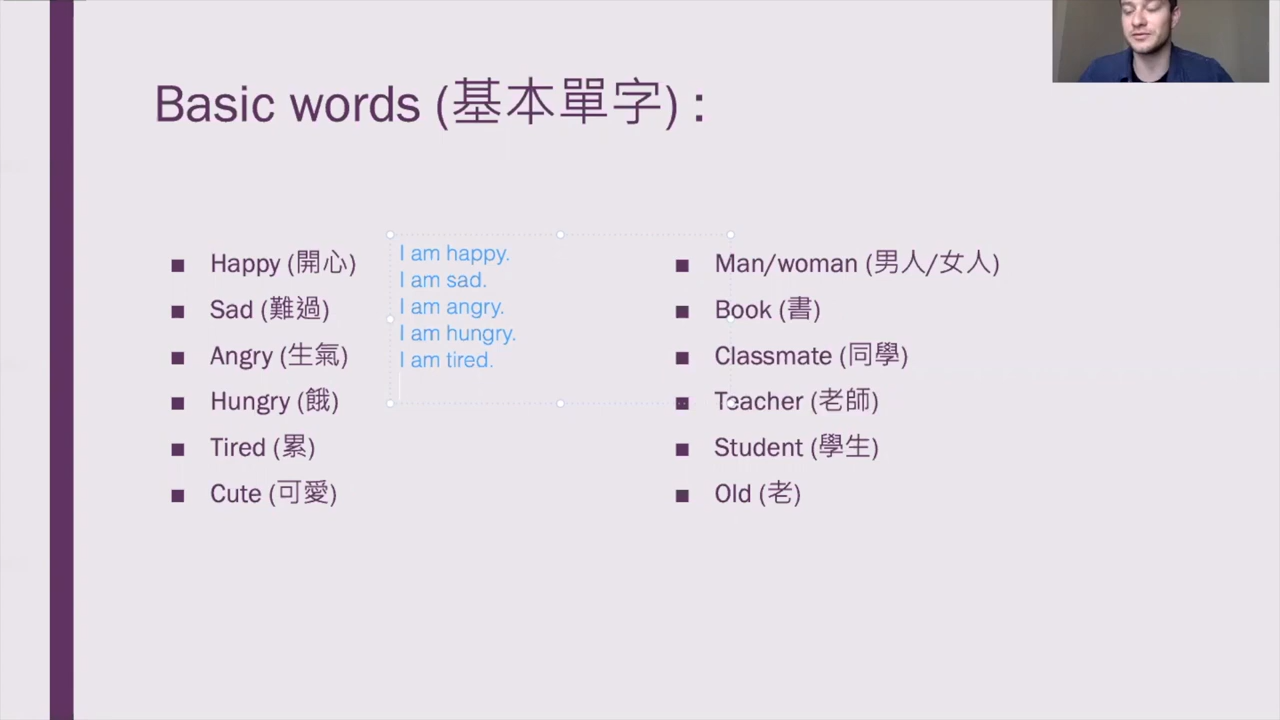 Basic words (基本單字) :
Happy (開心)
Sad (難過)
Angry (生氣)
Hungry (餓)
Tired (累)
Cute (可愛)
I am happy.
I am sad.
I am angry.
I am hungry.
I am tired.
Man/woman (男人/女人)
Book (書)
Classmate (同學)
Teacher (老師)
Student (學生)
Old (老)